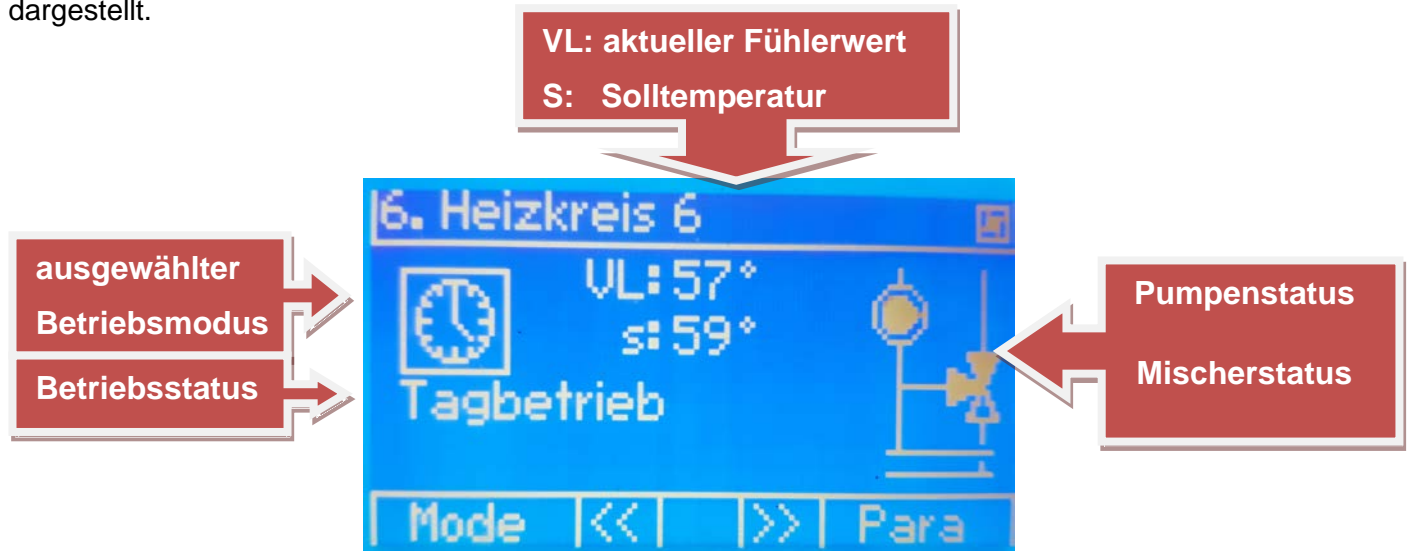 dargestellt.
VL: aktueller Fühlerwert
S: Solltemperatur
ausgewählter
Betriebsmodus
Betriebsstatus
6. Heizkreis 6
VL: 57°
s: 59°
Tagbetrieb
Mode << >> Para
Pumpenstatus
Mischerstatus